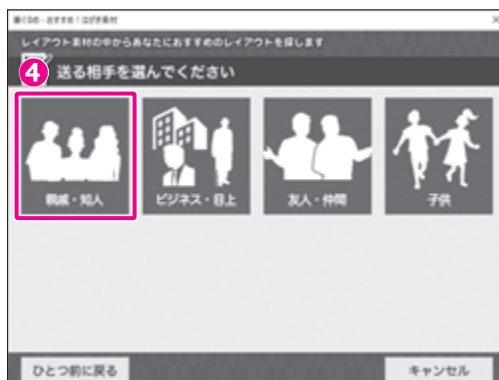 筆ぐるめ - おすすめ！はがき素材
レイアウト素材の中からあなたにおすすめのレイアウトを探します
4 送る相手を選んでください
親戚・知人 ビジネス・目上 友人・仲間 子供
ひとつ前に戻る キャンセル